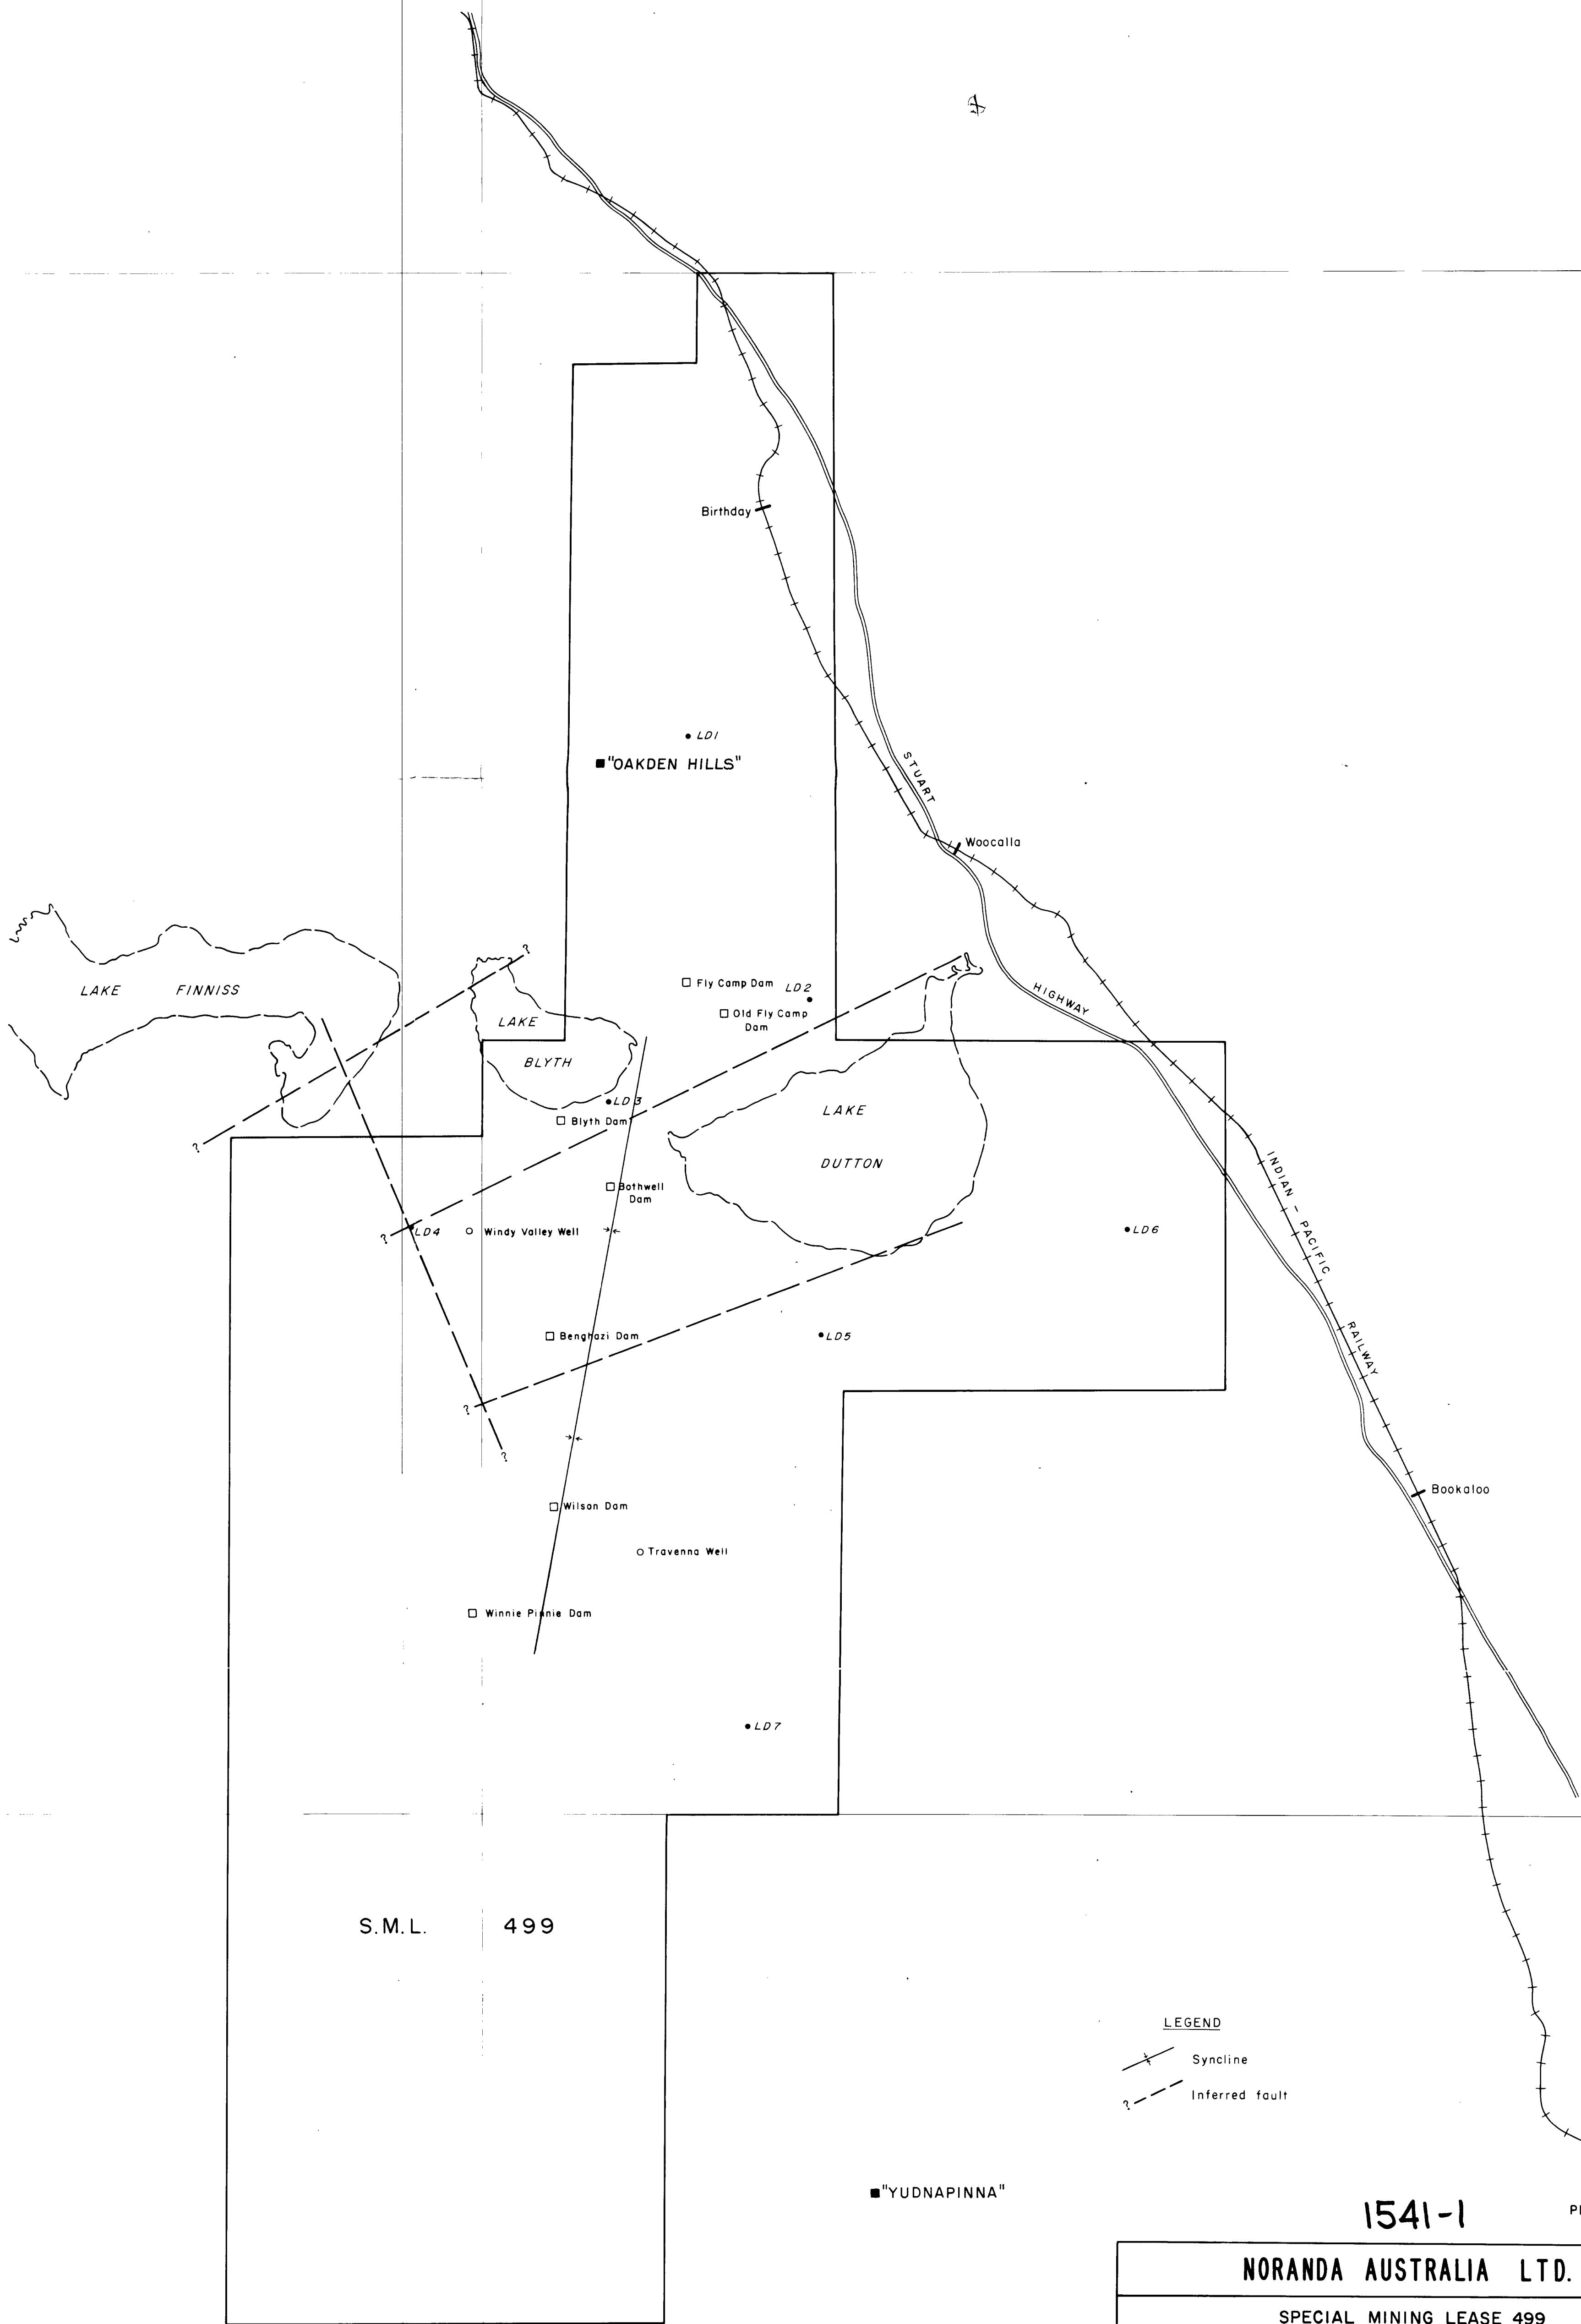 Birthday
LD1
"OAKDEN HILLS"
STUART
Woocalla
LAKE FINNISS
?
Fly Camp Dam
LD2
Old Fly Camp
Dam
HIGHWAY
LAKE
BLYTH
LD3
Blyth Dam
LAKE
DUTTON
?
INDIAN - PACIFIC
RAILWAY
Bothwell
Dam
?
LD4
Windy Valley Well
LD6
Benghazi Dam
LD5
?
?
Bookaloo
Wilson Dam
Travenna Well
Winnie Pinnie Dam
LD7
S.M.L. 499
LEGEND
Syncline
?
Inferred fault
"YUDNAPINNA"
1541-1
NORANDA AUSTRALIA LTD.
SPECIAL MINING LEASE 499